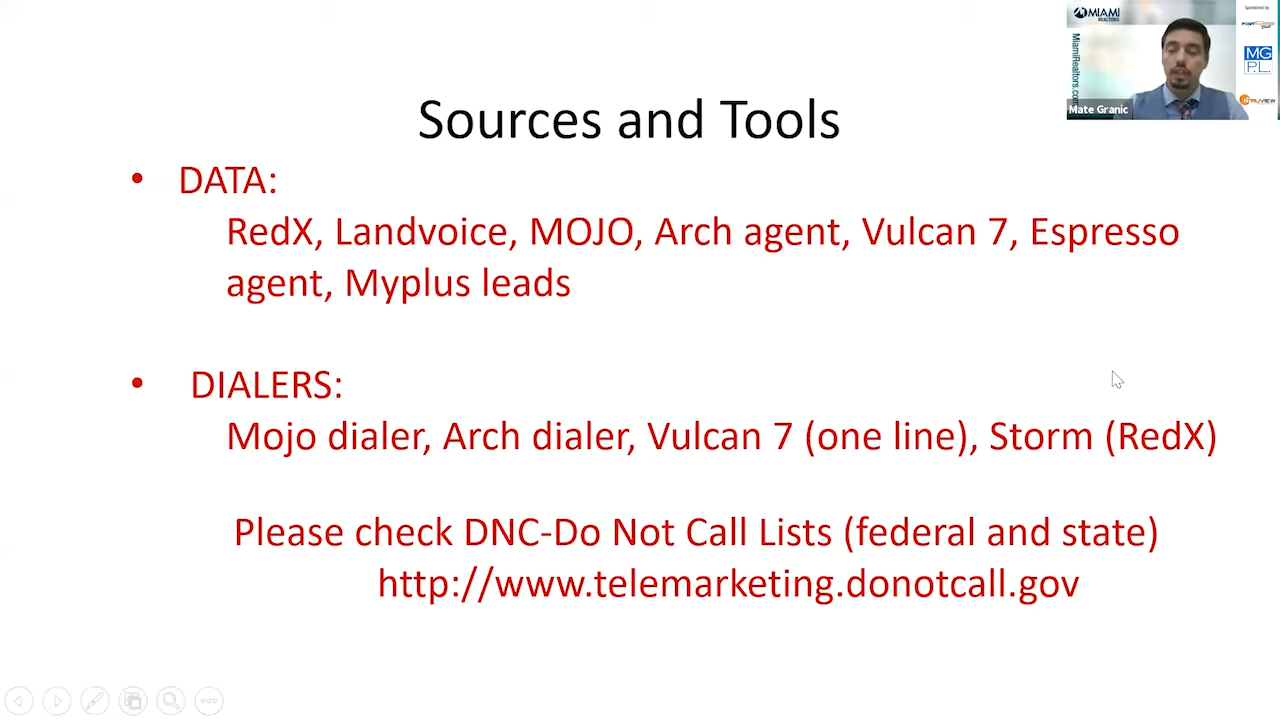 Sources and Tools
• DATA:
RedX, Landvoice, MOJO, Arch agent, Vulcan 7, Espresso
agent, Myplus leads
• DIALERS:
Mojo dialer, Arch dialer, Vulcan 7 (one line), Storm (RedX)
Please check DNC-Do Not Call Lists (federal and state)
http://www.telemarketing.donotcall.gov
MIAMI
REALTORS
MiamiRealtors.com
Mate Granic
Sponsored by
MG
P.L.